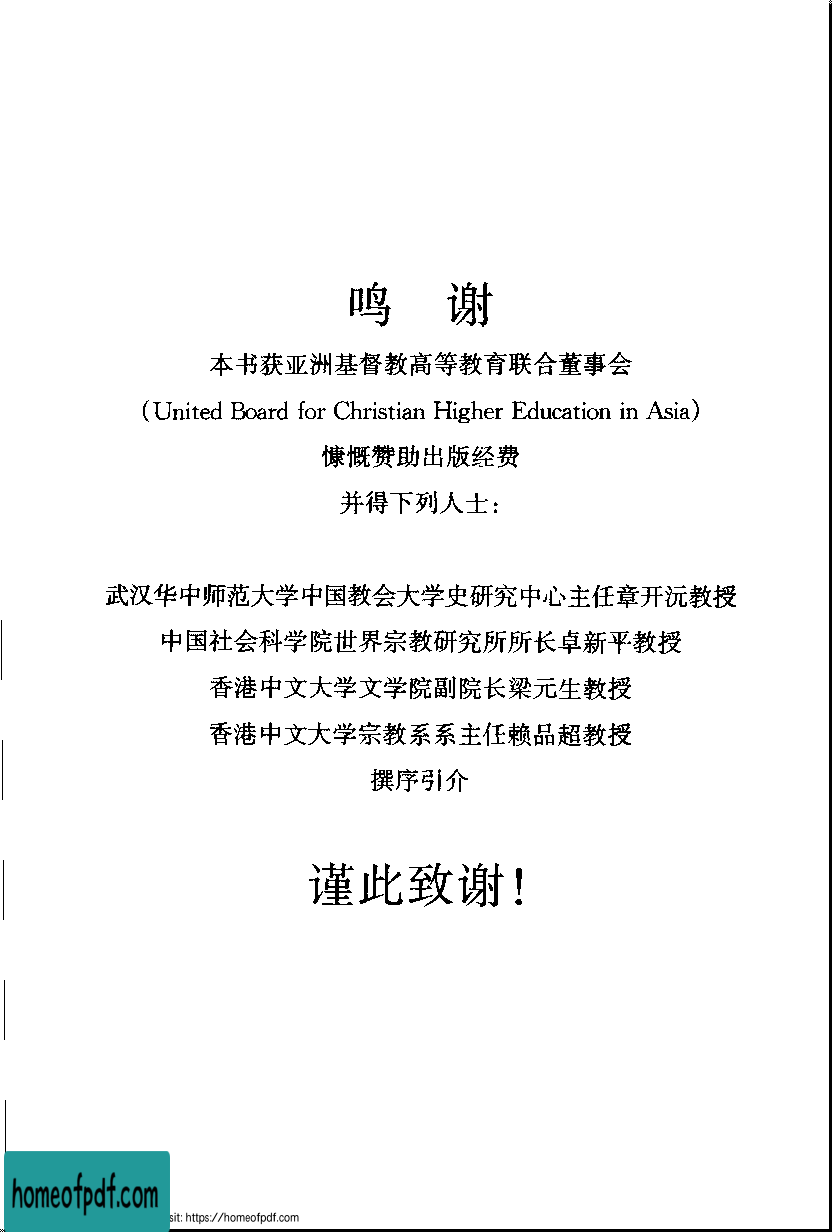 鸣 谢
本书获亚洲基督教高等教育联合董事会
(United Board for Christian Higher Education in Asia)
慷慨赞助出版经费
并得下列人士:
武汉华中师范大学中国教会大学史研究中心主任章开沅教授
中国社会科学院世界宗教研究所所长卓新平教授
香港中文大学文学院副院长梁元生教授
香港中文大学宗教系系主任赖品超教授
撰序引介
谨此致谢!
homeofpdf.com
sit: https://homeofpdf.com